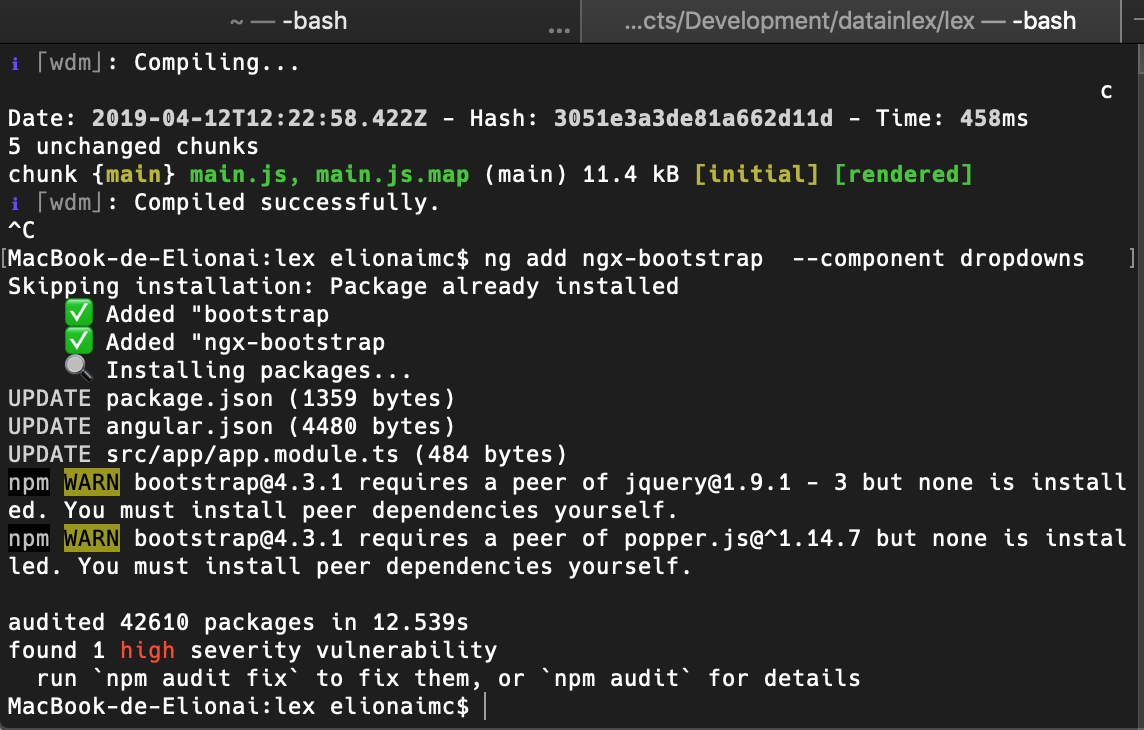 ~ — -bash
...
...cts/Development/datainlex/lex — -bash
i ｢wdm｣: Compiling...
c
Date: 2019-04-12T12:22:58.422Z - Hash: 3051e3a3de81a662d11d - Time: 458ms
5 unchanged chunks
chunk {main} main.js, main.js.map (main) 11.4 kB [initial] [rendered]
i ｢wdm｣: Compiled successfully.
^C
[MacBook-de-Elionai:lex elionaimc$ ng add ngx-bootstrap  --component dropdowns ]
Skipping installation: Package already installed
✅ Added "bootstrap
✅ Added "ngx-bootstrap
🔍 Installing packages...
UPDATE package.json (1359 bytes)
UPDATE angular.json (4480 bytes)
UPDATE src/app/app.module.ts (484 bytes)
npm WARN bootstrap@4.3.1 requires a peer of jquery@1.9.1 - 3 but none is install
ed. You must install peer dependencies yourself.
npm WARN bootstrap@4.3.1 requires a peer of popper.js@^1.14.7 but none is instal
led. You must install peer dependencies yourself.
audited 42610 packages in 12.539s
found 1 high severity vulnerability
run `npm audit fix` to fix them, or `npm audit` for details
MacBook-de-Elionai:lex elionaimc$